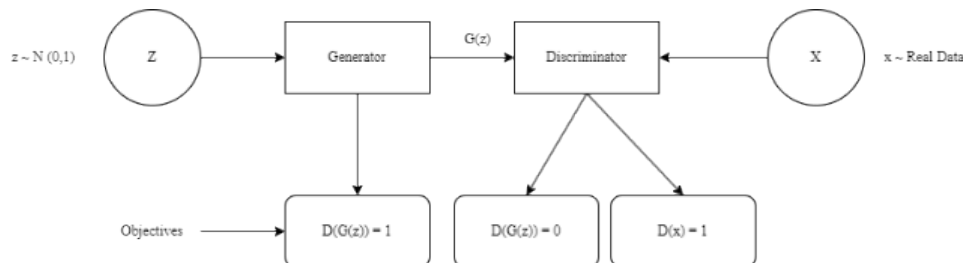 G(z)
z ~ N (0,1)
Z
Generator
Discriminator
X
x ~ Real Data
Objectives
D(G(z)) = 1
D(G(z)) = 0
D(x) = 1